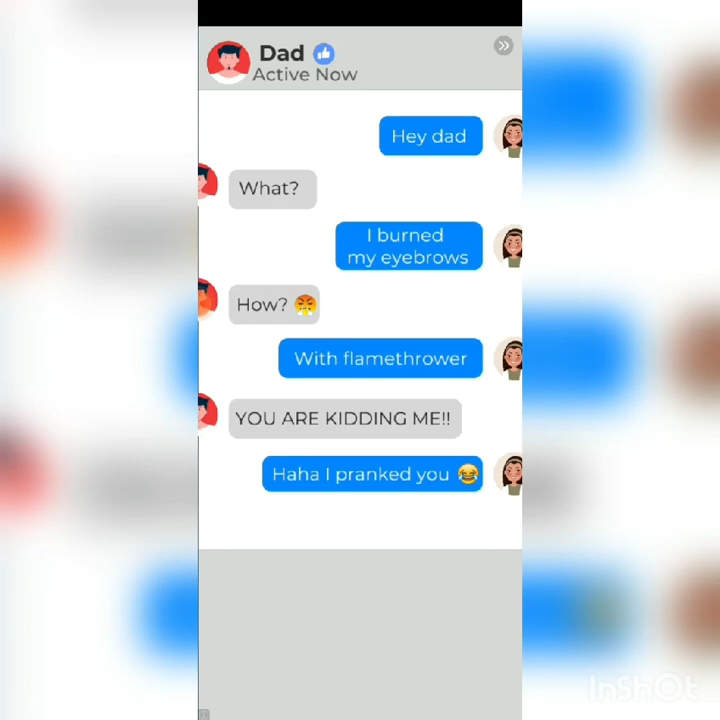 Dad
Active Now
Hey dad
What?
I burned
my eyebrows
How? 😤
With flamethrower
YOU ARE KIDDING ME!!
Haha I pranked you 😂
InShOt